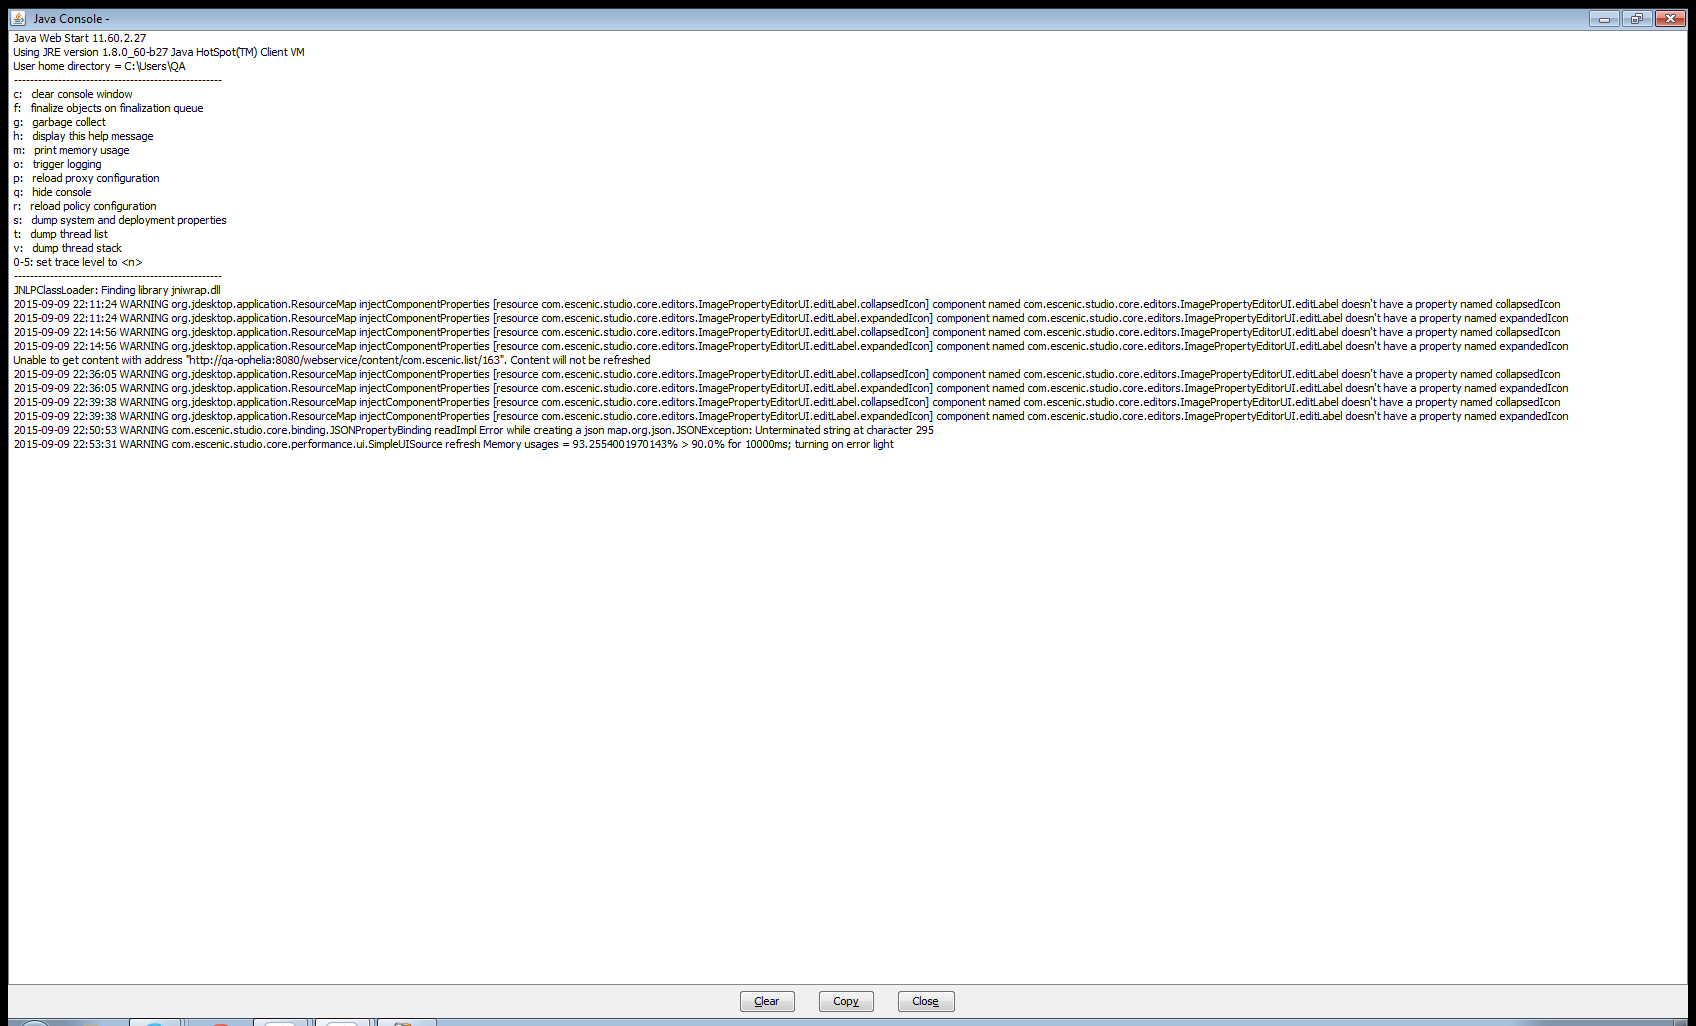 Java Console -
Java Web Start 11.60.2.27
Using JRE version 1.8.0_60-b27 Java HotSpot(TM) Client VM
User home directory = C:\Users\QA
----------------------------------------------------
c:   clear console window
f:   finalize objects on finalization queue
g:   garbage collect
h:   display this help message
m:   print memory usage
o:   trigger logging
p:   reload proxy configuration
q:   hide console
r:   reload policy configuration
s:   dump system and deployment properties
t:   dump thread list
v:   dump thread stack
0-5: set trace level to <n>
----------------------------------------------------
JNLPClassLoader: Finding library jniwrap.dll
2015-09-09 22:11:24 WARNING org.jdesktop.application.ResourceMap injectComponentProperties [resource com.escenic.studio.core.editors.ImagePropertyEditorUI.editLabel.collapsedIcon] component named com.escenic.studio.core.editors.ImagePropertyEditorUI.editLabel doesn't have a property named collapsedIcon
2015-09-09 22:11:24 WARNING org.jdesktop.application.ResourceMap injectComponentProperties [resource com.escenic.studio.core.editors.ImagePropertyEditorUI.editLabel.expandedIcon] component named com.escenic.studio.core.editors.ImagePropertyEditorUI.editLabel doesn't have a property named expandedIcon
2015-09-09 22:14:56 WARNING org.jdesktop.application.ResourceMap injectComponentProperties [resource com.escenic.studio.core.editors.ImagePropertyEditorUI.editLabel.collapsedIcon] component named com.escenic.studio.core.editors.ImagePropertyEditorUI.editLabel doesn't have a property named collapsedIcon
2015-09-09 22:14:56 WARNING org.jdesktop.application.ResourceMap injectComponentProperties [resource com.escenic.studio.core.editors.ImagePropertyEditorUI.editLabel.expandedIcon] component named com.escenic.studio.core.editors.ImagePropertyEditorUI.editLabel doesn't have a property named expandedIcon
Unable to get content with address "http://qa-ophelia:8080/webservice/content/com.escenic.list/163". Content will not be refreshed
2015-09-09 22:36:05 WARNING org.jdesktop.application.ResourceMap injectComponentProperties [resource com.escenic.studio.core.editors.ImagePropertyEditorUI.editLabel.collapsedIcon] component named com.escenic.studio.core.editors.ImagePropertyEditorUI.editLabel doesn't have a property named collapsedIcon
2015-09-09 22:36:05 WARNING org.jdesktop.application.ResourceMap injectComponentProperties [resource com.escenic.studio.core.editors.ImagePropertyEditorUI.editLabel.expandedIcon] component named com.escenic.studio.core.editors.ImagePropertyEditorUI.editLabel doesn't have a property named expandedIcon
2015-09-09 22:39:38 WARNING org.jdesktop.application.ResourceMap injectComponentProperties [resource com.escenic.studio.core.editors.ImagePropertyEditorUI.editLabel.collapsedIcon] component named com.escenic.studio.core.editors.ImagePropertyEditorUI.editLabel doesn't have a property named collapsedIcon
2015-09-09 22:39:38 WARNING org.jdesktop.application.ResourceMap injectComponentProperties [resource com.escenic.studio.core.editors.ImagePropertyEditorUI.editLabel.expandedIcon] component named com.escenic.studio.core.editors.ImagePropertyEditorUI.editLabel doesn't have a property named expandedIcon
2015-09-09 22:50:53 WARNING com.escenic.studio.core.binding.JSONPropertyBinding readImpl Error while creating a json map.org.json.JSONException: Unterminated string at character 295
2015-09-09 22:53:31 WARNING com.escenic.studio.core.performance.ui.SimpleUISource refresh Memory usages = 93.2554001970143% > 90.0% for 10000ms; turning on error light
Clear Copy Close